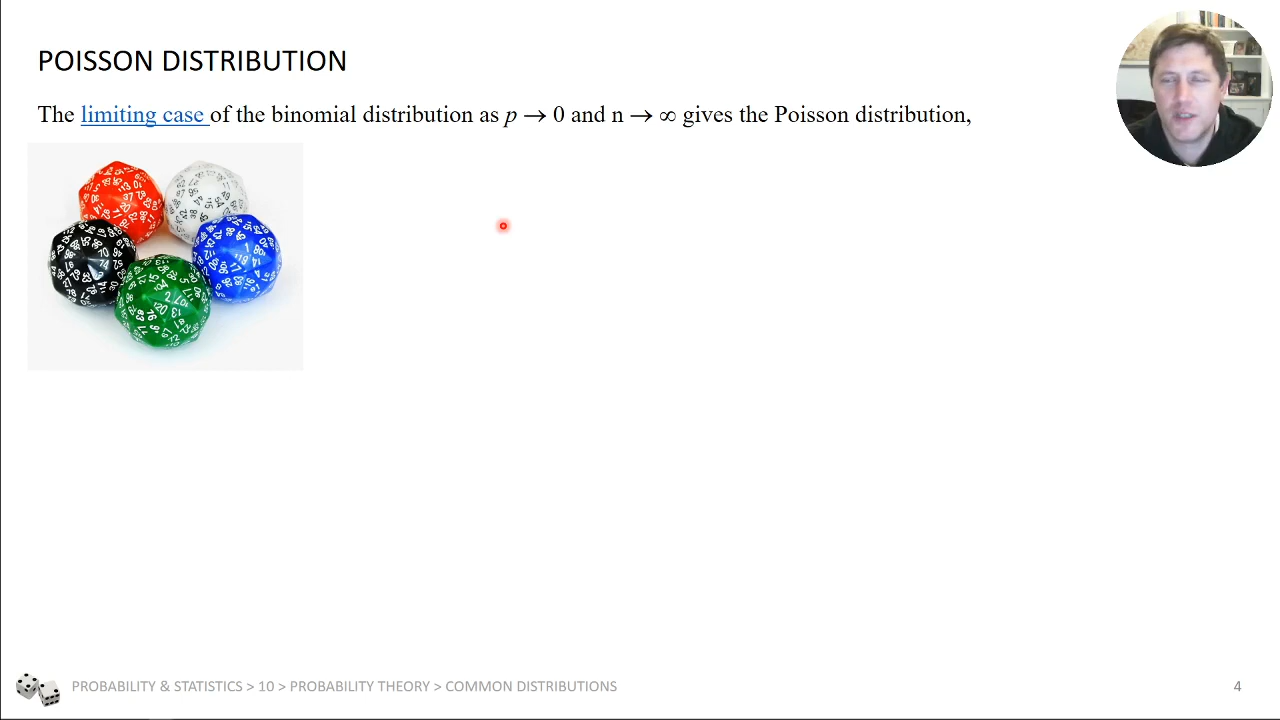 POISSON DISTRIBUTION
The limiting case of the binomial distribution as p → 0 and n → ∞ gives the Poisson distribution,
PROBABILITY & STATISTICS > 10 > PROBABILITY THEORY > COMMON DISTRIBUTIONS
4